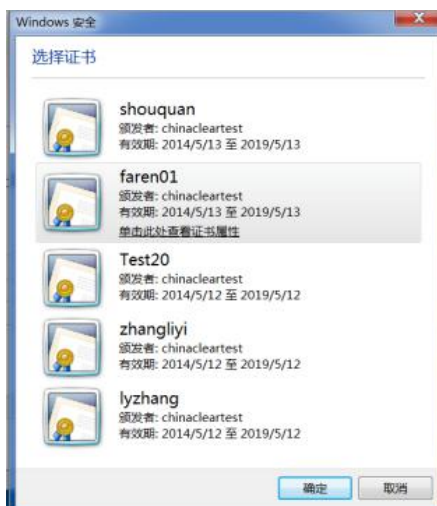 Windows 安全
选择证书
shouquan
颁发者: chinacleartest
有效期: 2014/5/13 至 2019/5/13
faren01
颁发者: chinacleartest
有效期: 2014/5/13 至 2019/5/13
单击此处查看证书属性
Test20
颁发者: chinacleartest
有效期: 2014/5/12 至 2019/5/12
zhangliyi
颁发者: chinacleartest
有效期: 2014/5/12 至 2019/5/12
lyzhang
颁发者: chinacleartest
有效期: 2014/5/12 至 2019/5/12
确定 取消